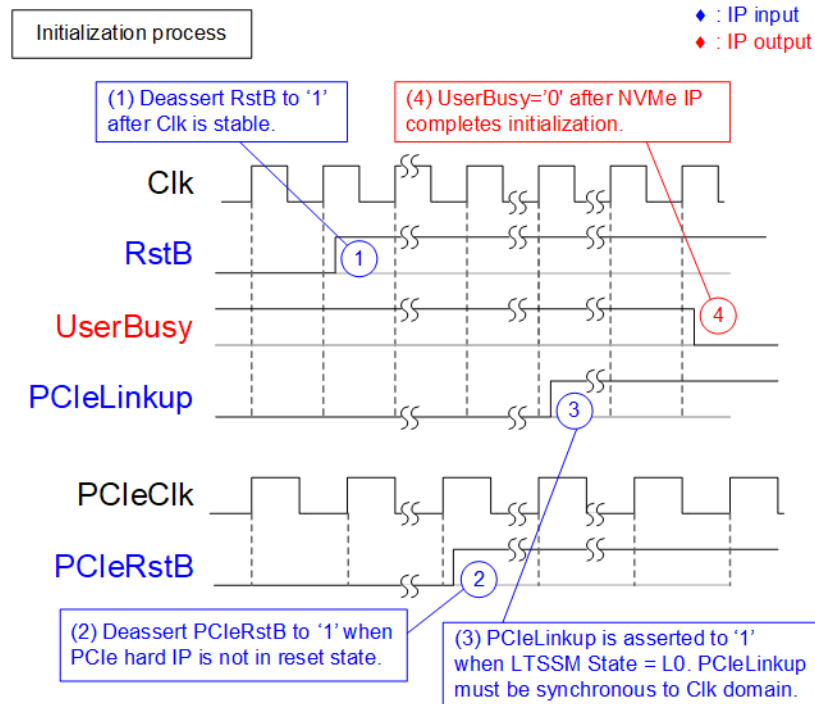 Initialization process
♦ : IP input
♦ : IP output
(1) Deassert RstB to ‘1’
after Clk is stable.
(4) UserBusy='0' after NVMe IP
completes initialization.
Clk
RstB
1
UserBusy
4
PCIeLinkup
3
PCIeClk
PCIeRstB
2
(2) Deassert PCIeRstB to ‘1’ when
PCIe hard IP is not in reset state.
(3) PCIeLinkup is asserted to ‘1’
when LTSSM State = L0. PCIeLinkup
must be synchronous to Clk domain.